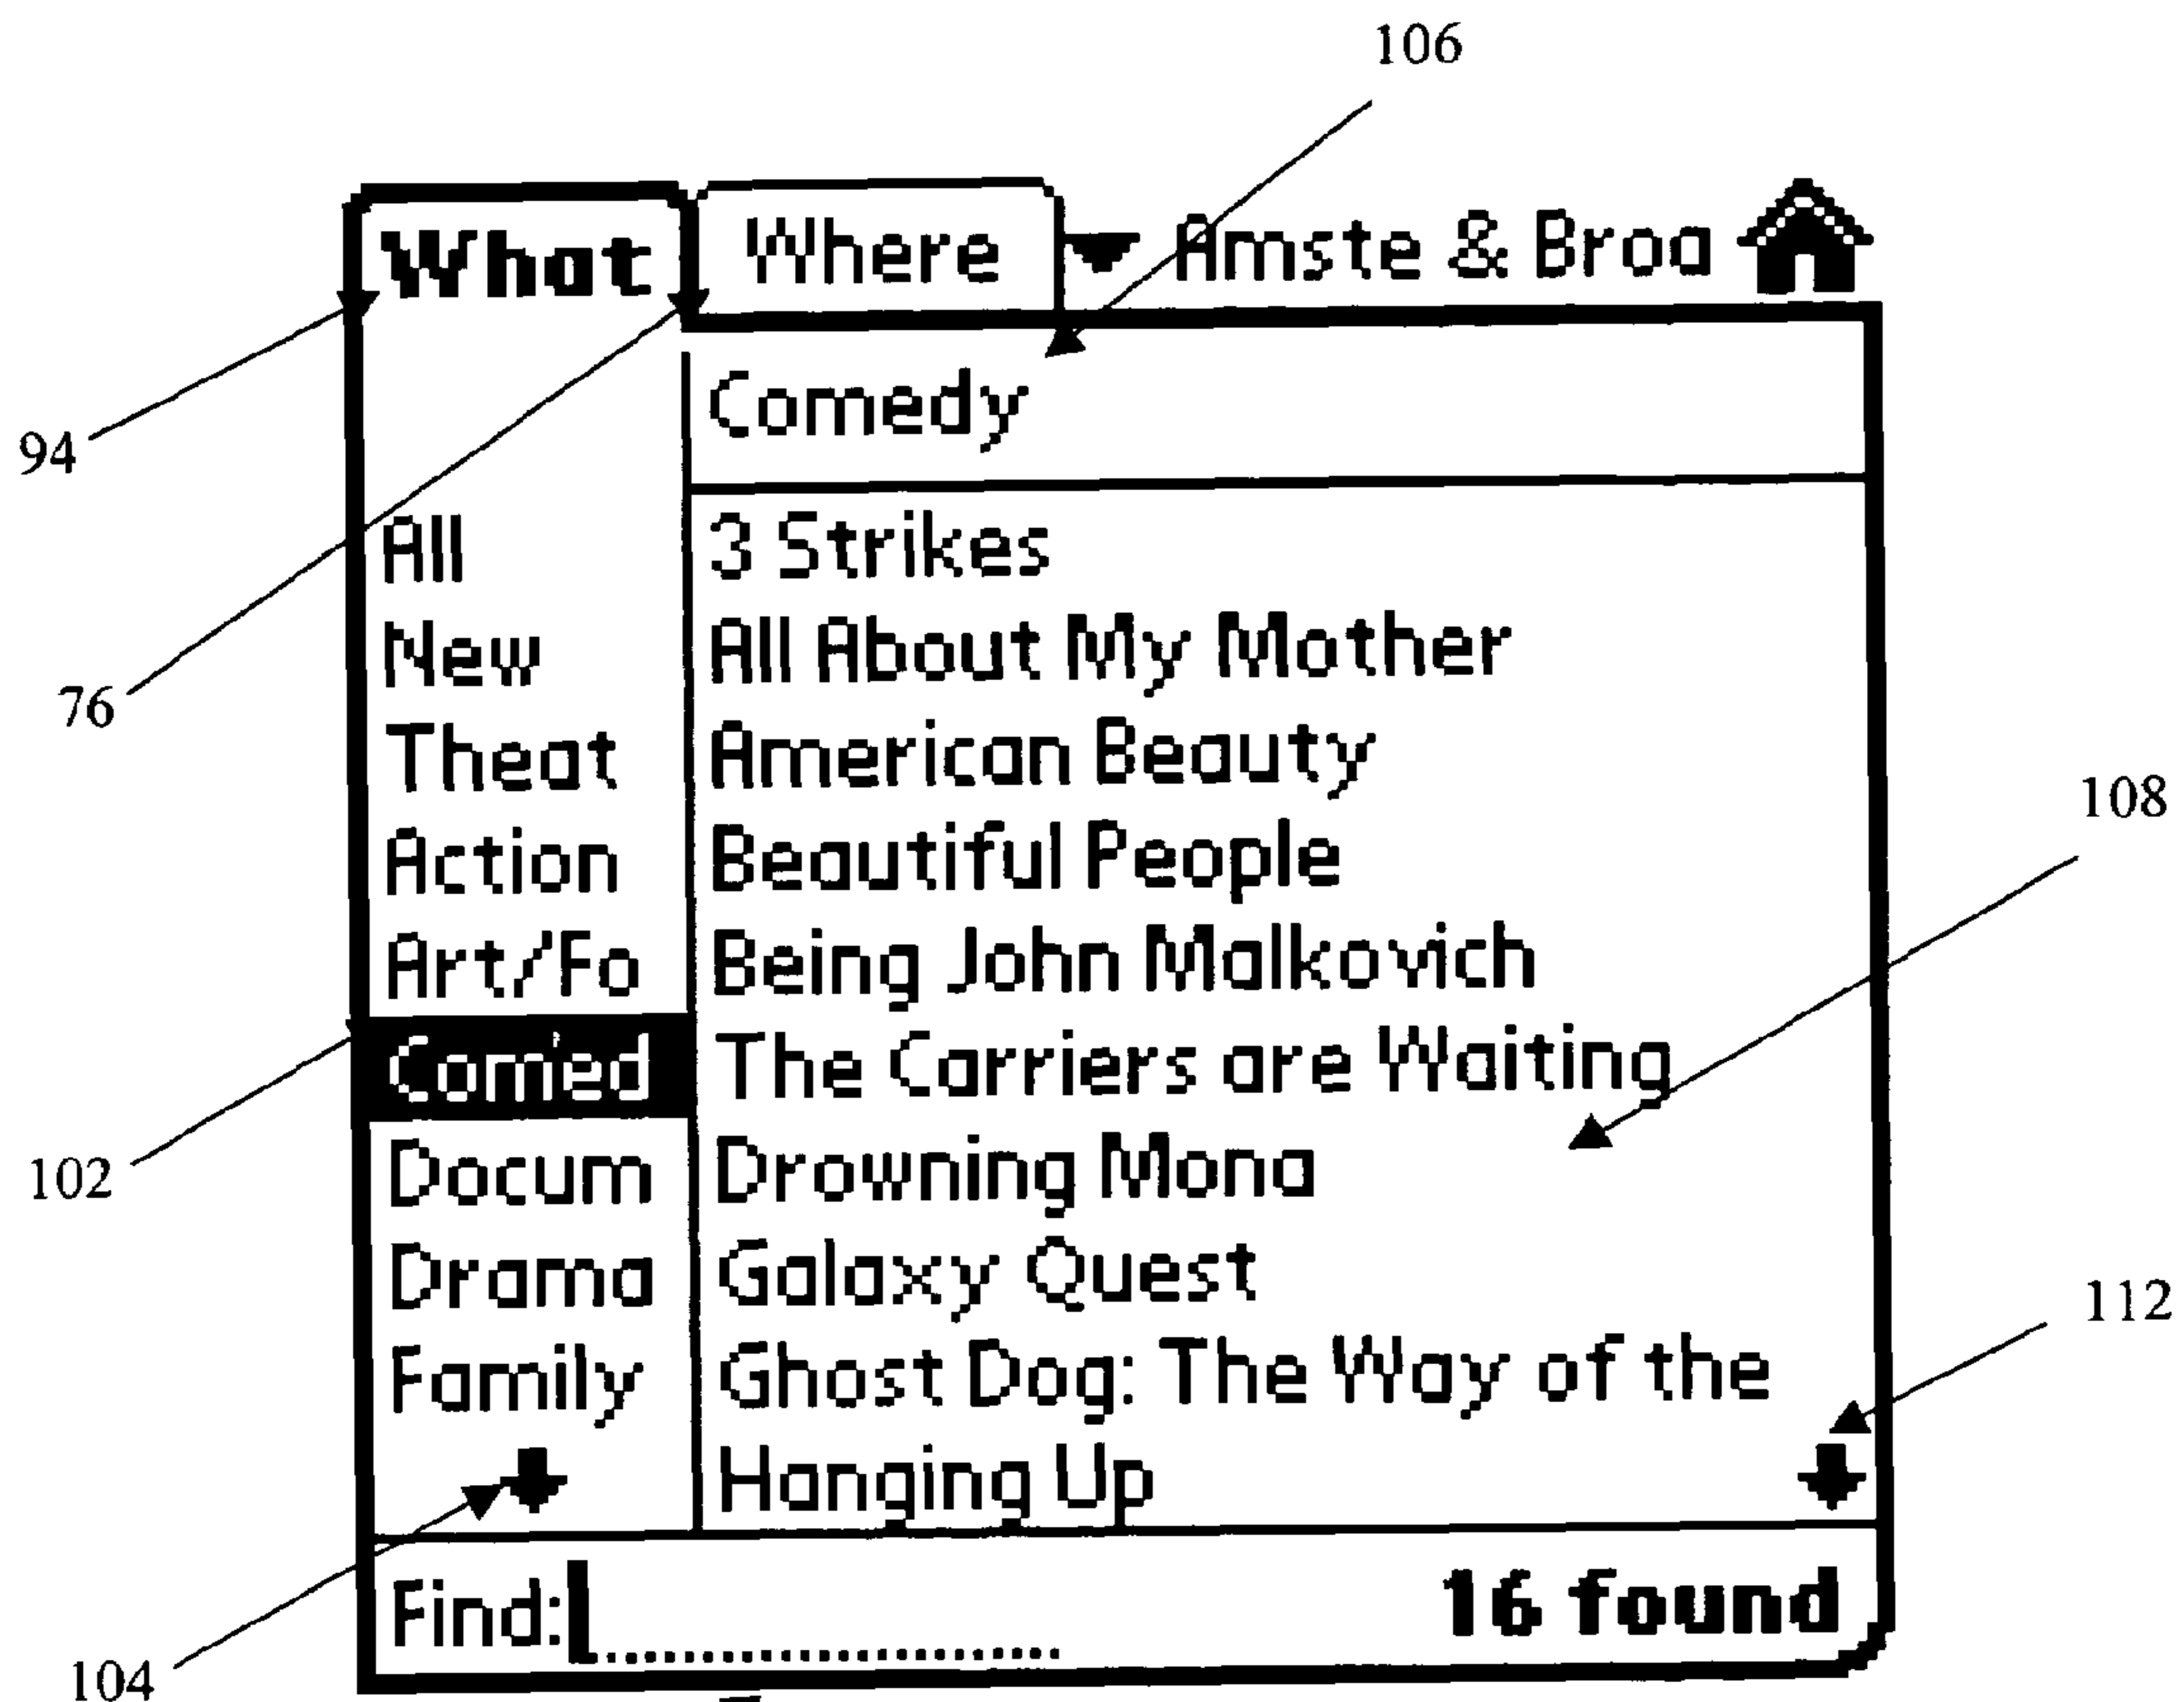 106
What Where Amste & Broa
Comedy
94
All 3 Strikes
New All About My Mother
76
Theat American Beauty
108
Action Beautiful People
Art/Fo Being John Malkovich
Comed The Carriers are Waiting
102
Docum Drowning Mona
Drama Galaxy Quest
112
Family Ghost Dog: The Way of the
Hanging Up
Find: 16 found
104